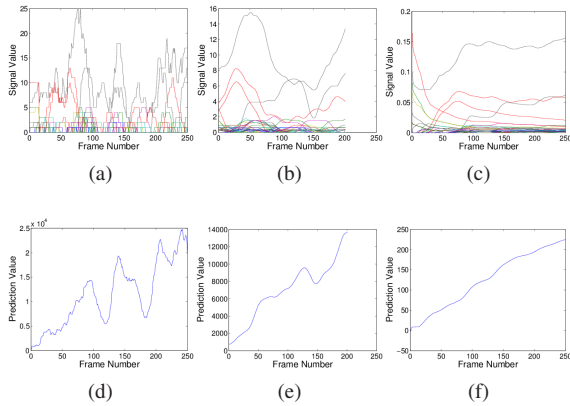 25
20
15
10
5
0
Signal Value
0 50 100 150 200 250
Frame Number
(a)
16
14
12
10
8
6
4
2
0
Signal Value
0 50 100 150 200 250
Frame Number
(b)
0.2
0.15
0.1
0.05
0
Signal Value
0 50 100 150 200 250
Frame Number
(c)
2.5 x 10⁴
2
1.5
1
0.5
0
Prediction Value
0 50 100 150 200 250
Frame Number
(d)
14000
12000
10000
8000
6000
4000
2000
0
Prediction Value
0 50 100 150 200 250
Frame Number
(e)
250
200
150
100
50
0
-50
Prediction Value
0 50 100 150 200 250
Frame Number
(f)